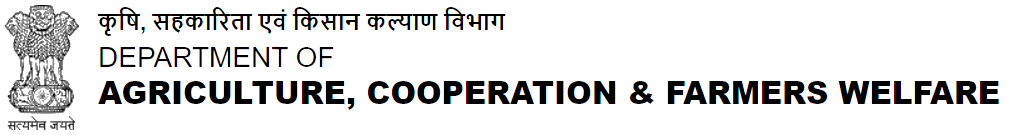 कृषि, सहकारिता एवं किसान कल्याण विभाग
DEPARTMENT OF
AGRICULTURE, COOPERATION & FARMERS WELFARE
सत्यमेव जयते